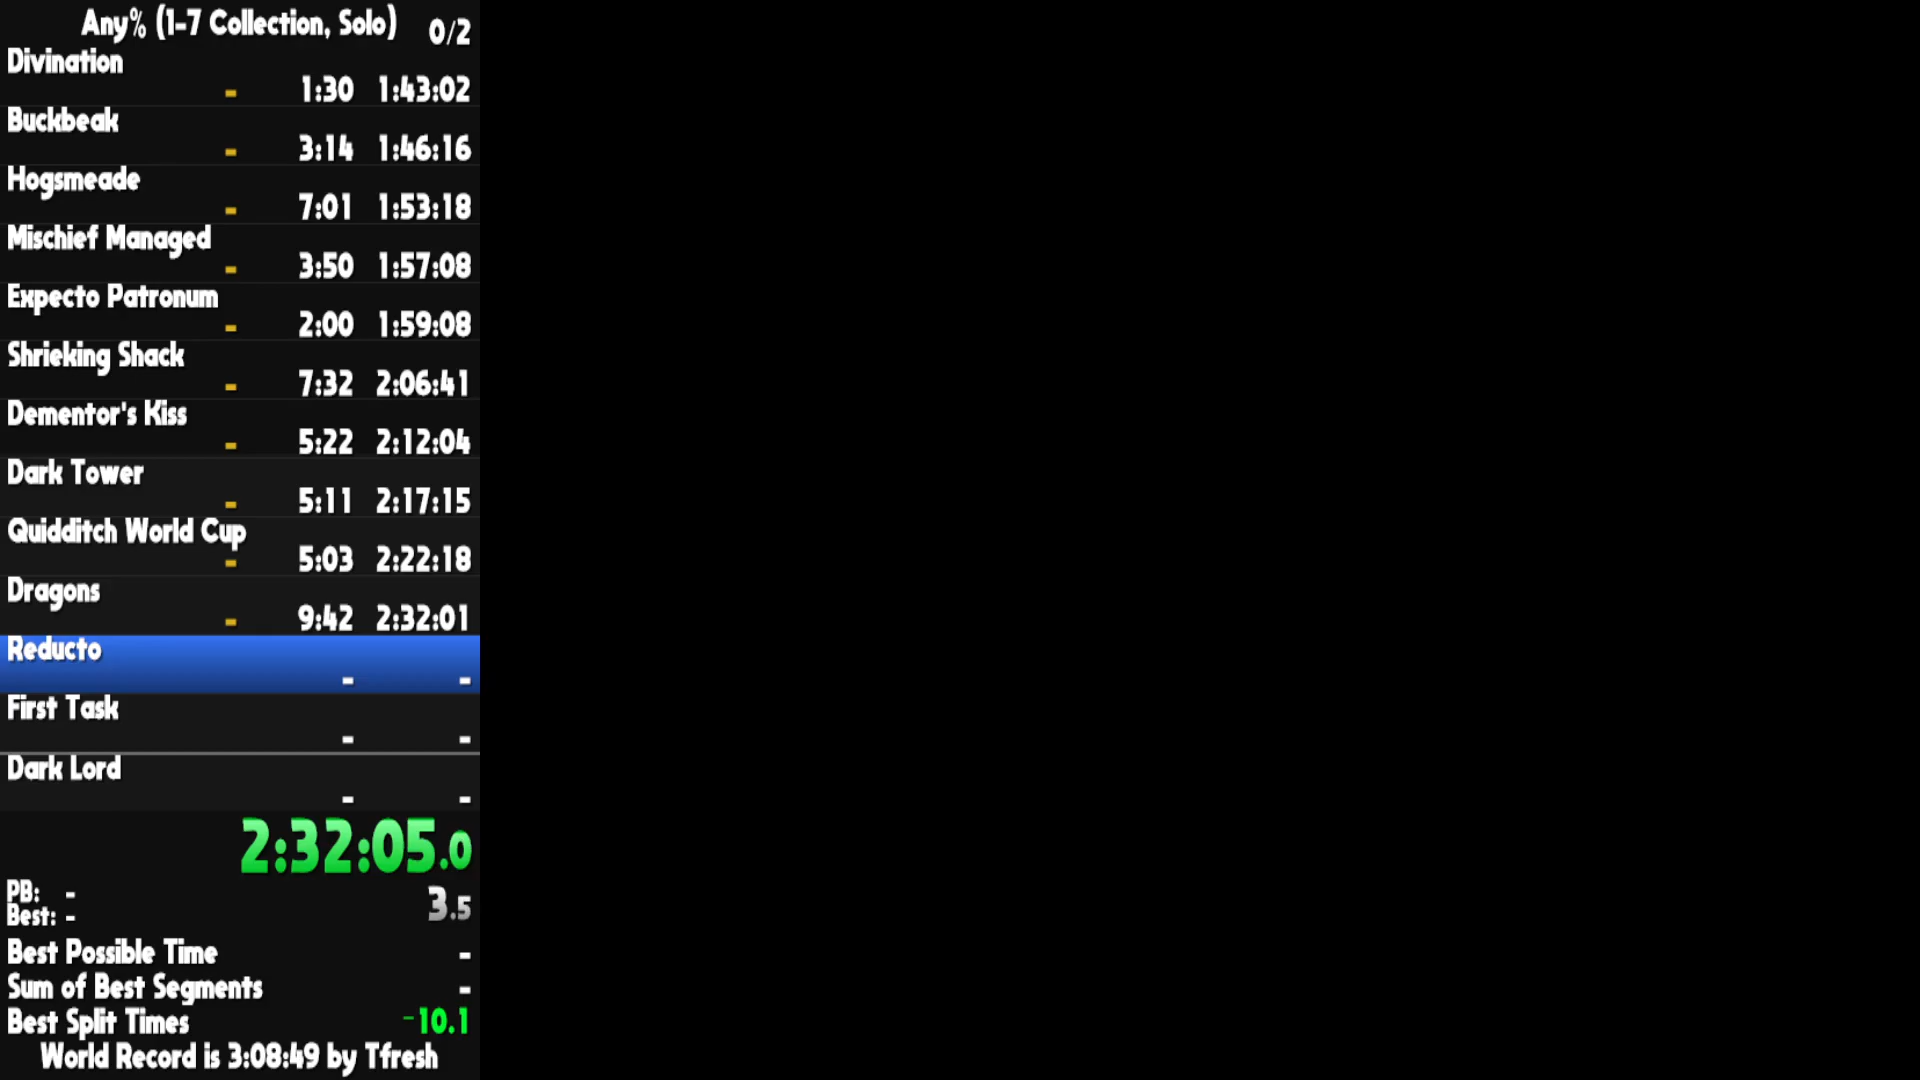 Any% (1-7 Collection, Solo) 0/2
Divination
- 1:30 1:43:02
Buckbeak
- 3:14 1:46:16
Hogsmeade
- 7:01 1:53:18
Mischief Managed
- 3:50 1:57:08
Expecto Patronum
- 2:00 1:59:08
Shrieking Shack
- 7:32 2:06:41
Dementor's Kiss
- 5:22 2:12:04
Dark Tower
- 5:11 2:17:15
Quidditch World Cup
- 5:03 2:22:18
Dragons
- 9:42 2:32:01
Reducto
- -
First Task
- -
Dark Lord
- -
2:32:05.0
PB: -
Best: - 3.5
Best Possible Time -
Sum of Best Segments -
Best Split Times -10.1
World Record is 3:08:49 by Tfresh